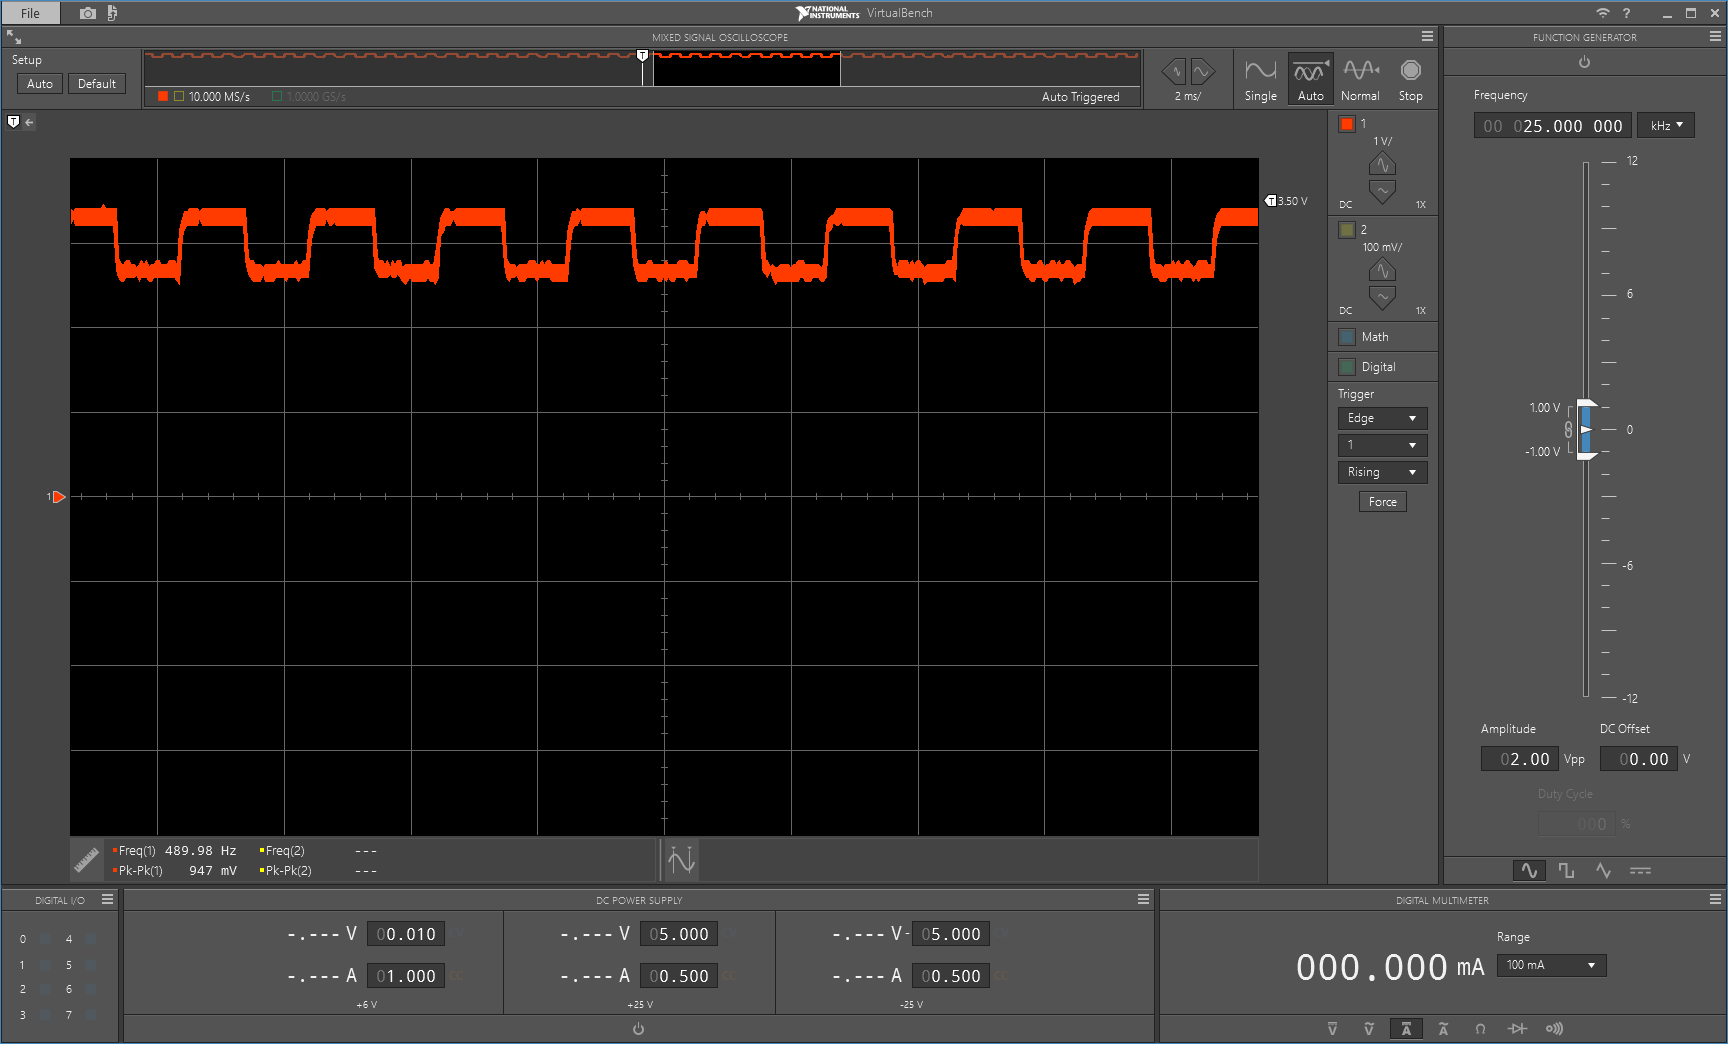 File
NATIONAL INSTRUMENTS VirtualBench
?
MIXED SIGNAL OSCILLOSCOPE
Setup
Auto Default
T
10.000 MS/s 1.0000 GS/s Auto Triggered
2 ms/
Single Auto Normal Stop
T
T 3.50 V
1
1
1 V/
DC 1X
2
100 mV/
DC 1X
Math
Digital
Trigger
Edge
1
Rising
Force
Freq(1) 489.98 Hz Freq(2) ---
Pk-Pk(1) 947 mV Pk-Pk(2) ---
FUNCTION GENERATOR
Frequency
00 025.000 000 kHz
12
6
1.00 V
0
-1.00 V
-6
-12
Amplitude DC Offset
02.00 Vpp 00.00 V
Duty Cycle
000 %
DIGITAL I/O
0 4
1 5
2 6
3 7
DC POWER SUPPLY
-.--- V 00.010 CV -.--- V 05.000 CV -.--- V - 05.000 CV
-.--- A 01.000 CC -.--- A 00.500 CC -.--- A 00.500 CC
+6 V +25 V -25 V
DIGITAL MULTIMETER
Range
000.000 mA 100 mA
V V A A Ω